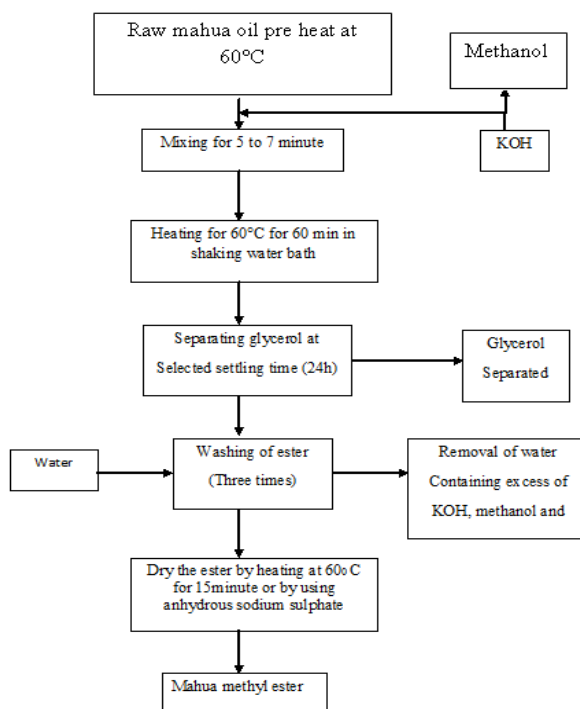 Raw mahua oil pre heat at
60°C
Methanol
Mixing for 5 to 7 minute
KOH
Heating for 60°C for 60 min in
shaking water bath
Separating glycerol at
Selected settling time (24h)
Glycerol
Separated
Water
Washing of ester
(Three times)
Removal of water
Containing excess of
KOH, methanol and
Dry the ester by heating at 60₀C
for 15minute or by using
anhydrous sodium sulphate
Mahua methyl ester